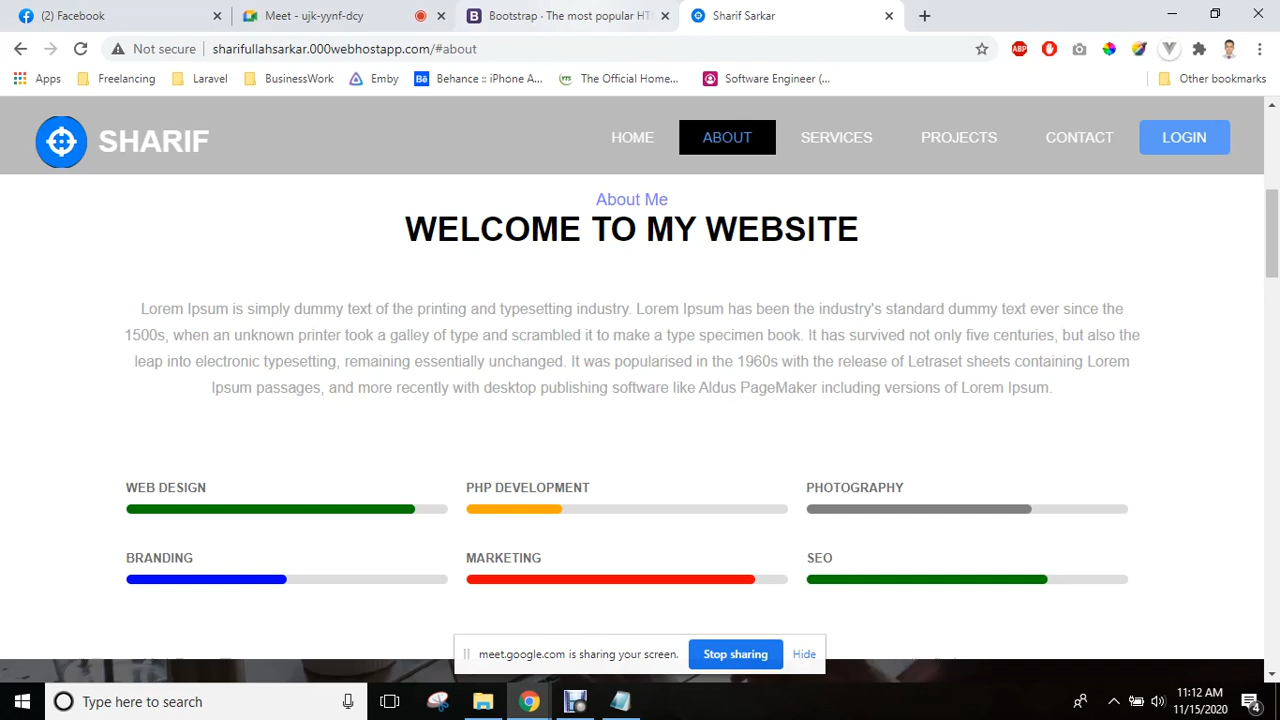 (2) Facebook
Meet - ujk-yynf-dcy
Bootstrap · The most popular HT
Sharif Sarkar
Not secure
sharifullahsarkar.000webhostapp.com/#about
ABP
Apps
Freelancing
Laravel
BusinessWork
Emby
Behance :: iPhone A...
The Official Home...
Software Engineer (...
Other bookmarks
SHARIF
HOME
ABOUT
SERVICES
PROJECTS
CONTACT
LOGIN
About Me
WELCOME TO MY WEBSITE
Lorem Ipsum is simply dummy text of the printing and typesetting industry. Lorem Ipsum has been the industry's standard dummy text ever since the
1500s, when an unknown printer took a galley of type and scrambled it to make a type specimen book. It has survived not only five centuries, but also the
leap into electronic typesetting, remaining essentially unchanged. It was popularised in the 1960s with the release of Letraset sheets containing Lorem
Ipsum passages, and more recently with desktop publishing software like Aldus PageMaker including versions of Lorem Ipsum.
WEB DESIGN
PHP DEVELOPMENT
PHOTOGRAPHY
BRANDING
MARKETING
SEO
meet.google.com is sharing your screen.
Stop sharing
Hide
Type here to search
11:12 AM
11/15/2020
4